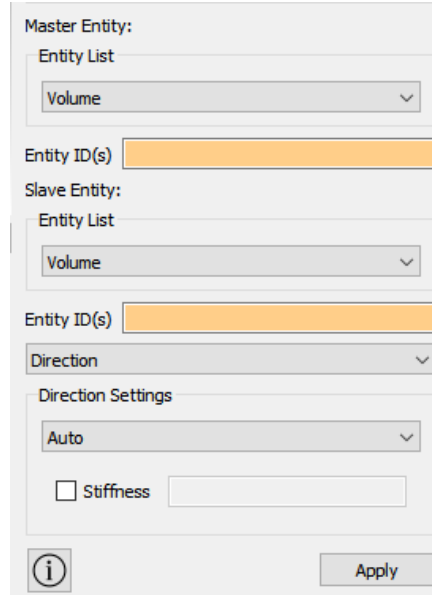 Master Entity:
Entity List
Volume
Entity ID(s)
Slave Entity:
Entity List
Volume
Entity ID(s)
Direction
Direction Settings
Auto
Stiffness
i
Apply